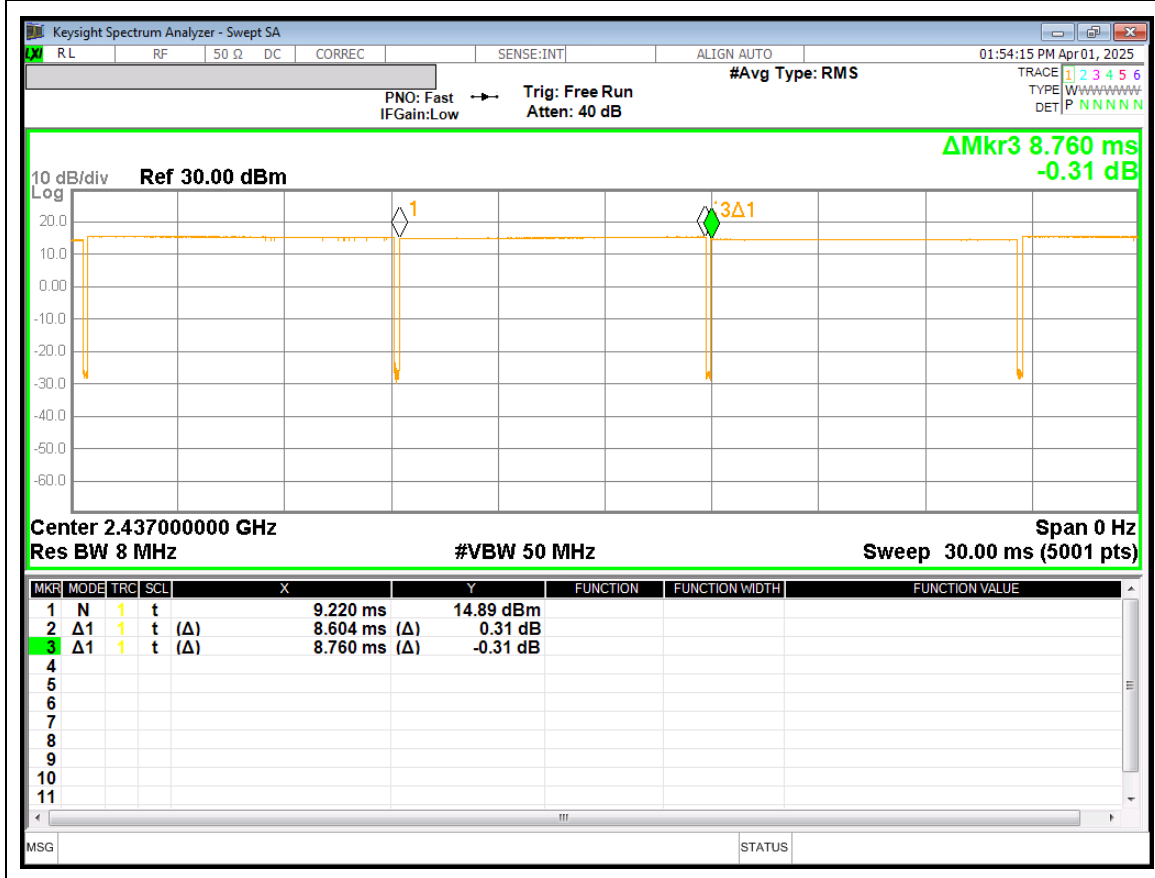 Keysight Spectrum Analyzer - Swept SA
LXI RL RF 50 Ω DC CORREC SENSE:INT ALIGN AUTO 01:54:15 PM Apr 01, 2025
#Avg Type: RMS TRACE 1 2 3 4 5 6
PNO: Fast Trig: Free Run TYPE WWWWWW
IFGain:Low Atten: 40 dB DET P N N N N N
ΔMkr3 8.760 ms
10 dB/div Ref 30.00 dBm -0.31 dB
Log
1 3Δ1
20.0
10.0
0.00
-10.0
-20.0
-30.0
-40.0
-50.0
-60.0
Center 2.437000000 GHz Span 0 Hz
Res BW 8 MHz #VBW 50 MHz Sweep 30.00 ms (5001 pts)
MKR MODE TRC SCL X Y FUNCTION FUNCTION WIDTH FUNCTION VALUE
1 N 1 t 9.220 ms 14.89 dBm
2 Δ1 1 t (Δ) 8.604 ms (Δ) 0.31 dB
3 Δ1 1 t (Δ) 8.760 ms (Δ) -0.31 dB
4
5
6
7
8
9
10
11
MSG STATUS